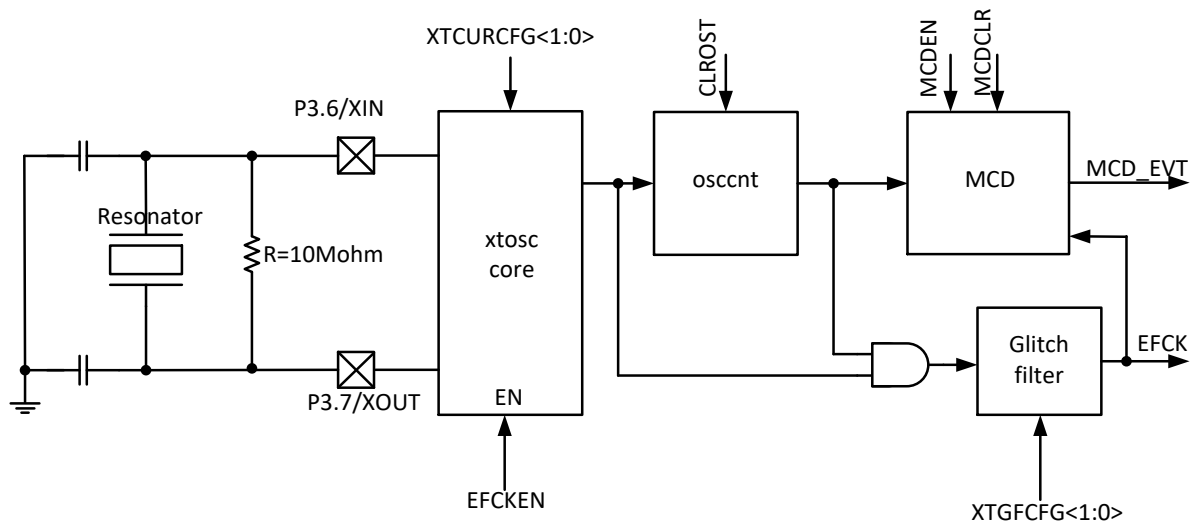 XTCURCFG<1:0>
CLROST
MCDEN
MCDCLR
P3.6/XIN
Resonator
R=10Mohm
xtosc
core
osccnt
MCD
MCD_EVT
Glitch
filter
EFCK
P3.7/XOUT
EN
EFCKEN
XTGFCFG<1:0>